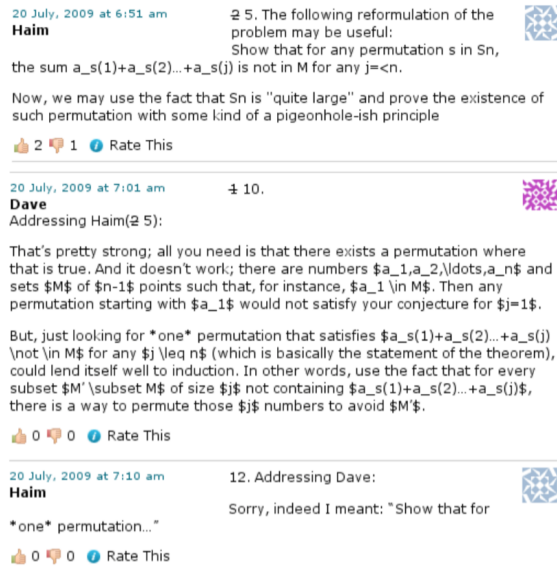 20 July, 2009 at 6:51 am
Haim
2 5. The following reformulation of the
problem may be useful:
Show that for any permutation s in Sn,
the sum a_s(1)+a_s(2)...+a_s(j) is not in M for any j=<n.
Now, we may use the fact that Sn is "quite large" and prove the existence of
such permutation with some kind of a pigeonhole-ish principle
2 1 i Rate This
20 July, 2009 at 7:01 am
Dave
1 10.
Addressing Haim(2 5):
That's pretty strong; all you need is that there exists a permutation where
that is true. And it doesn't work; there are numbers $a_1,a_2,\ldots,a_n$ and
sets $M$ of $n-1$ points such that, for instance, $a_1 \in M$. Then any
permutation starting with $a_1$ would not satisfy your conjecture for $j=1$.
But, just looking for *one* permutation that satisfies $a_s(1)+a_s(2)...+a_s(j)
\not \in M$ for any $j \leq n$ (which is basically the statement of the theorem),
could lend itself well to induction. In other words, use the fact that for every
subset $M' \subset M$ of size $j$ not containing $a_s(1)+a_s(2)...+a_s(j)$,
there is a way to permute those $j$ numbers to avoid $M'$.
0 0 i Rate This
20 July, 2009 at 7:10 am
Haim
12. Addressing Dave:
Sorry, indeed I meant: "Show that for
*one* permutation..."
0 0 i Rate This